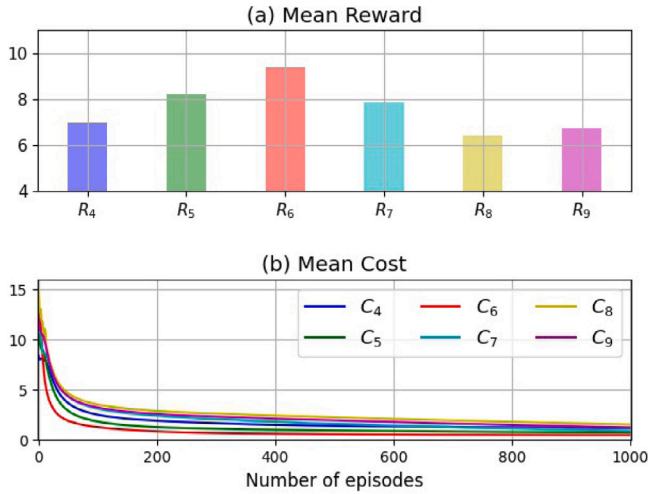 (a) Mean Reward
10
8
6
4
R4 R5 R6 R7 R8 R9
(b) Mean Cost
15
10
5
0
C4 C6 C8
C5 C7 C9
0 200 400 600 800 1000
Number of episodes